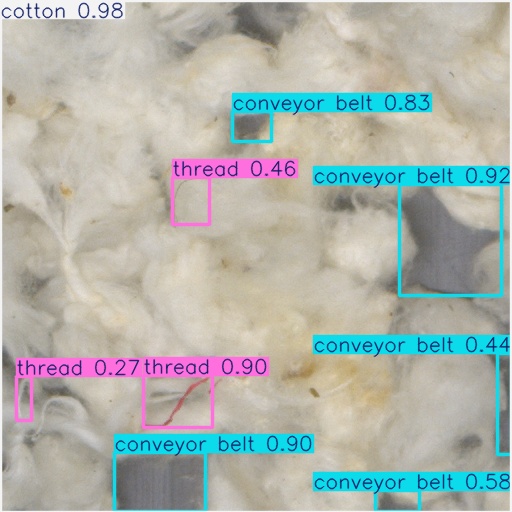 cotton 0.98
conveyor belt 0.83
thread 0.46
conveyor belt 0.92
conveyor belt 0.44
thread 0.27
thread 0.90
conveyor belt 0.90
conveyor belt 0.58